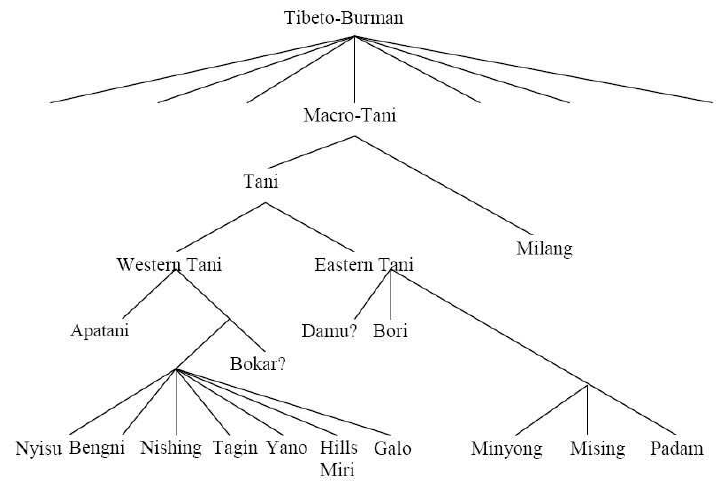 Tibeto-Burman
Macro-Tani
Tani
Milang
Western Tani
Eastern Tani
Apatani
Damu?
Bori
Bokar?
Nyisu
Bengni
Nishing
Tagin
Yano
Hills
Miri
Galo
Minyong
Mising
Padam